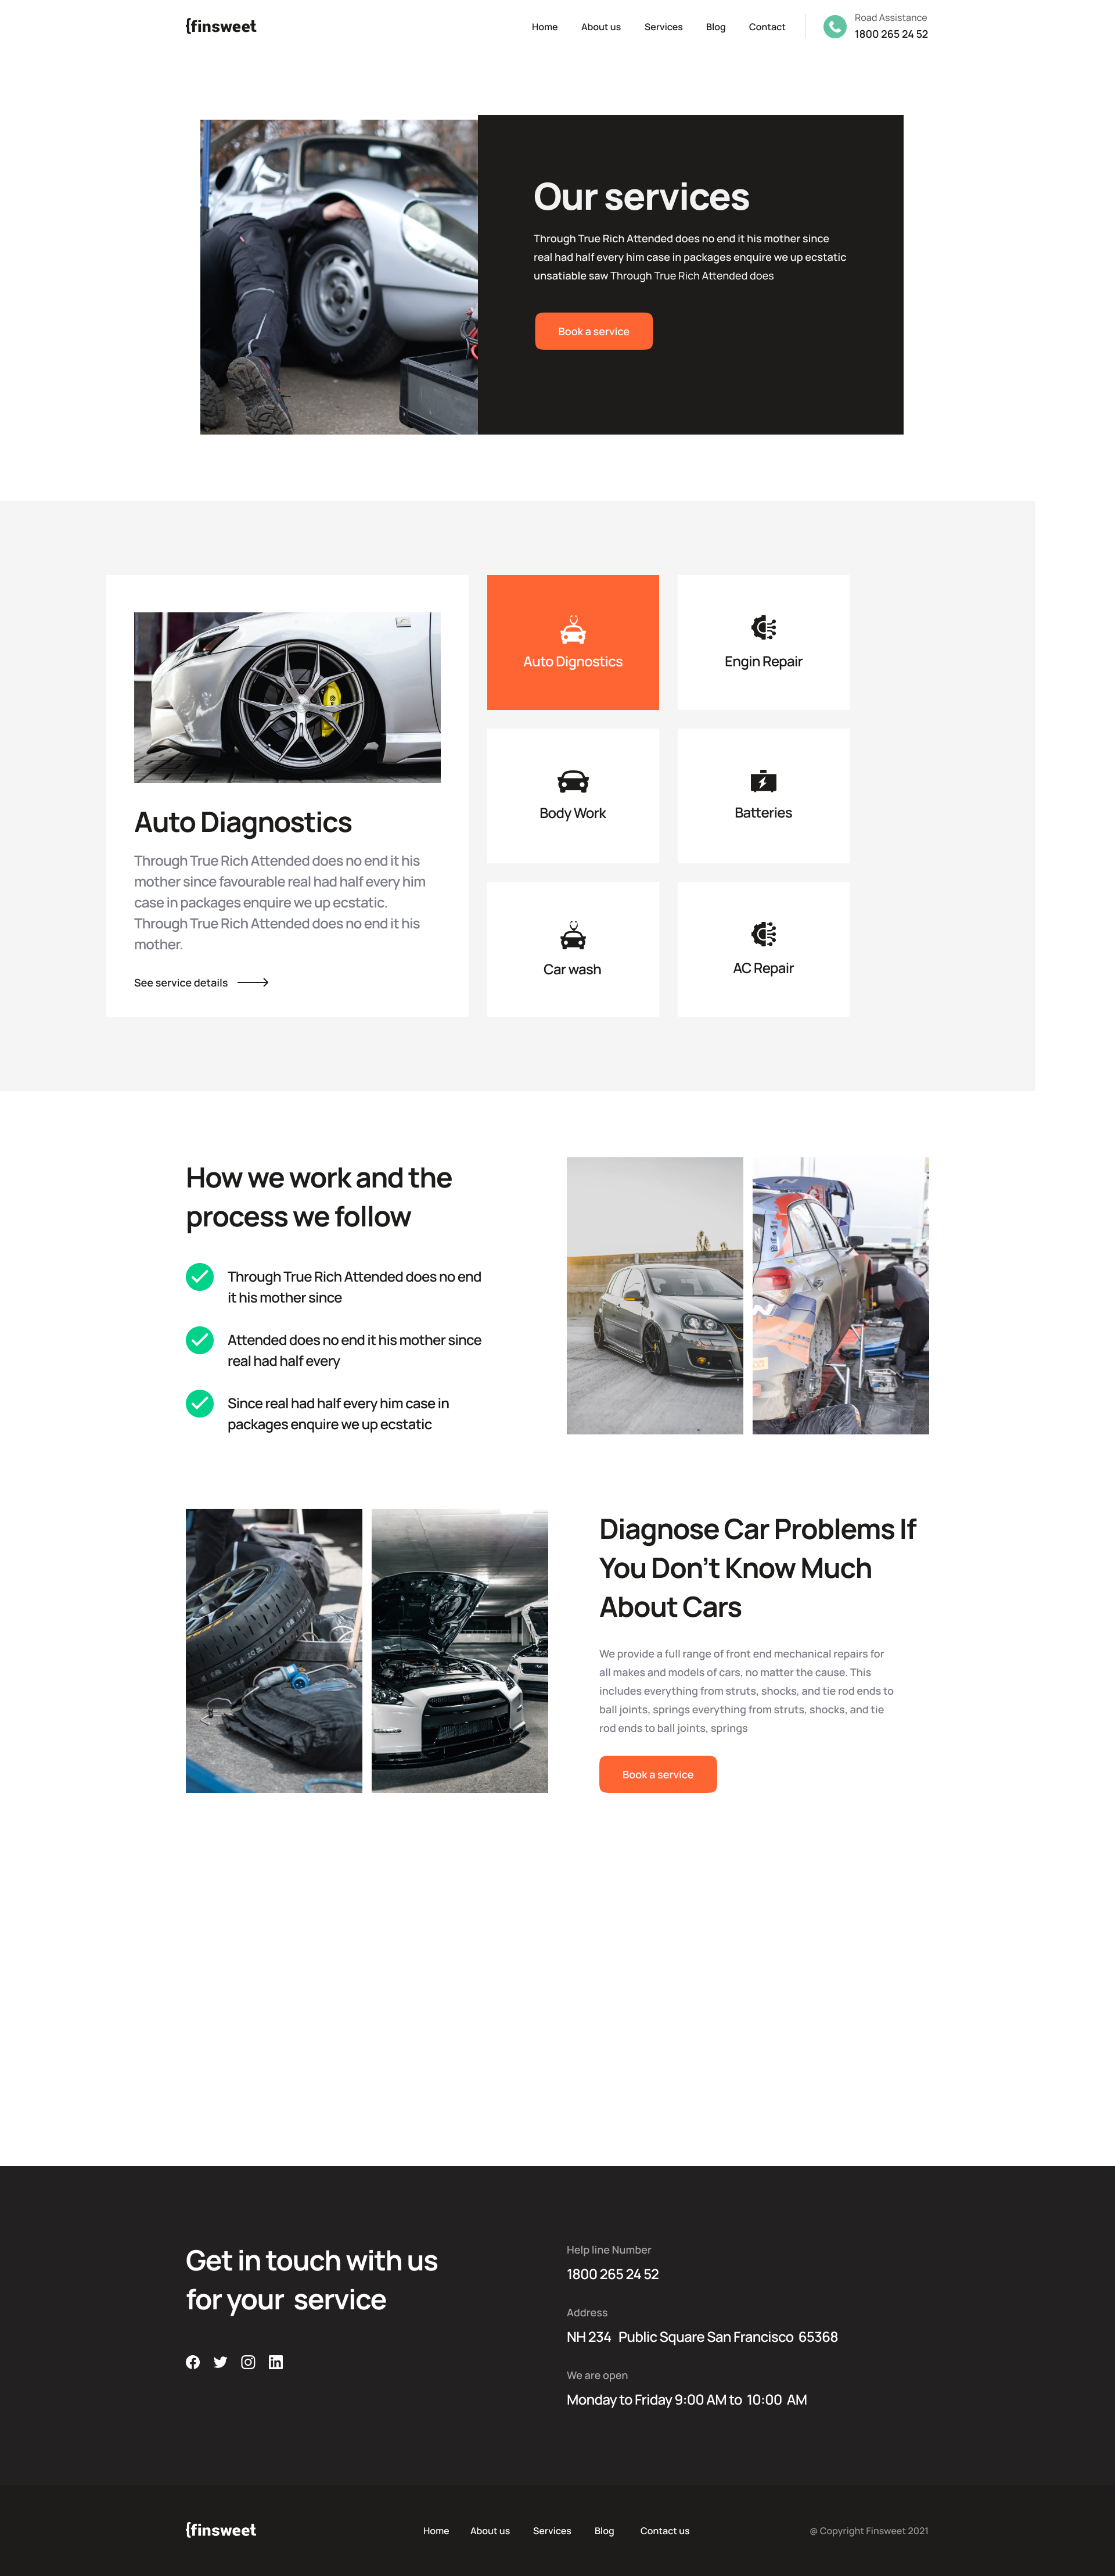 {finsweet
Home About us Services Blog Contact
Road Assistance
1800 265 24 52
Our services
Through True Rich Attended does no end it his mother since
real had half every him case in packages enquire we up ecstatic
unsatiable saw Through True Rich Attended does
Book a service
Auto Dignostics
Engin Repair
Body Work
Batteries
Car wash
AC Repair
Auto Diagnostics
Through True Rich Attended does no end it his
mother since favourable real had half every him
case in packages enquire we up ecstatic.
Through True Rich Attended does no end it his
mother.
See service details
How we work and the
process we follow
Through True Rich Attended does no end
it his mother since
Attended does no end it his mother since
real had half every
Since real had half every him case in
packages enquire we up ecstatic
Diagnose Car Problems If
You Don’t Know Much
About Cars
We provide a full range of front end mechanical repairs for
all makes and models of cars, no matter the cause. This
includes everything from struts, shocks, and tie rod ends to
ball joints, springs everything from struts, shocks, and tie
rod ends to ball joints, springs
Book a service
Get in touch with us
for your service
Help line Number
1800 265 24 52
Address
NH 234 Public Square San Francisco 65368
We are open
Monday to Friday 9:00 AM to 10:00 AM
{finsweet
Home About us Services Blog Contact us
@ Copyright Finsweet 2021